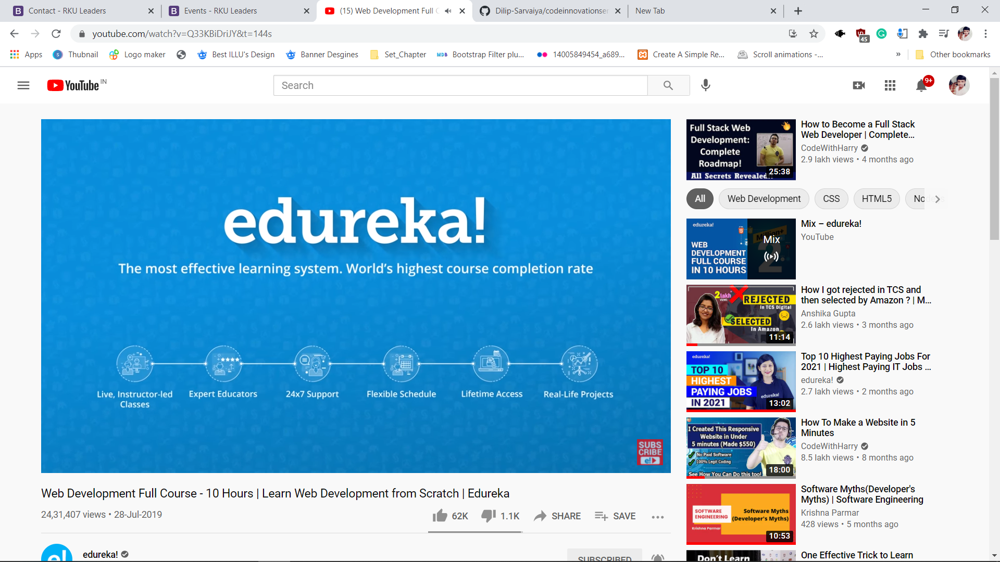 Contact - RKU Leaders
Events - RKU Leaders
(15) Web Development Full C
Dilip-Sarvaiya/codeinnovationser
New Tab
youtube.com/watch?v=Q33KBiDriJY&t=144s
45
Apps
Thubnail
Logo maker
Best ILLU's Design
Banner Desgines
Set_Chapter
MDB
Bootstrap Filter plu...
14005849454_a689...
Create A Simple Re...
Scroll animations -...
»
Other bookmarks
YouTube IN
Search
9+
edureka!
The most effective learning system. World's highest course completion rate
Live, Instructor-led
Classes
Expert Educators
24x7 Support
Flexible Schedule
Lifetime Access
Real-Life Projects
SUBS
CRIBE
e!
Web Development Full Course - 10 Hours | Learn Web Development from Scratch | Edureka
24,31,407 views • 28-Jul-2019
62K
1.1K
SHARE
SAVE
edureka!
SUBSCRIBED
Full Stack Web
Development:
Complete
Roadmap!
All Secrets Revealed!!
25:38
How to Become a Full Stack
Web Developer | Complete...
CodeWithHarry
2.9 lakh views • 4 months ago
All
Web Development
CSS
HTML5
edureka!
WEB
DEVELOPMENT
FULL COURSE
IN 10 HOURS
Million+
2
Mix
Mix – edureka!
YouTube
2 lakh
views
REJECTED
In TCS Digital
SELECTED
In Amazon
11:14
How I got rejected in TCS and
then selected by Amazon ? | M...
Anshika Gupta
2.6 lakh views • 3 months ago
edureka!
TOP 10
HIGHEST
PAYING JOBS
IN 2021
edureka!
13:02
Top 10 Highest Paying Jobs For
2021 | Highest Paying IT Jobs ...
edureka!
2.7 lakh views • 2 months ago
I Created This Responsive
Website in Under
5 minutes (Made $550)
No Paid Software
100% Legit Coding
See How You Can Do this too!
18:00
How To Make a Website in 5
Minutes
CodeWithHarry
8.5 lakh views • 8 months ago
SOFTWARE
ENGINEERING
Krishna Parmar
Software Myths
(Developer's Myths)
10:53
Software Myths(Developer's
Myths) | Software Engineering
Krishna Parmar
428 views • 5 months ago
Don't Learn
One Effective Trick to Learn